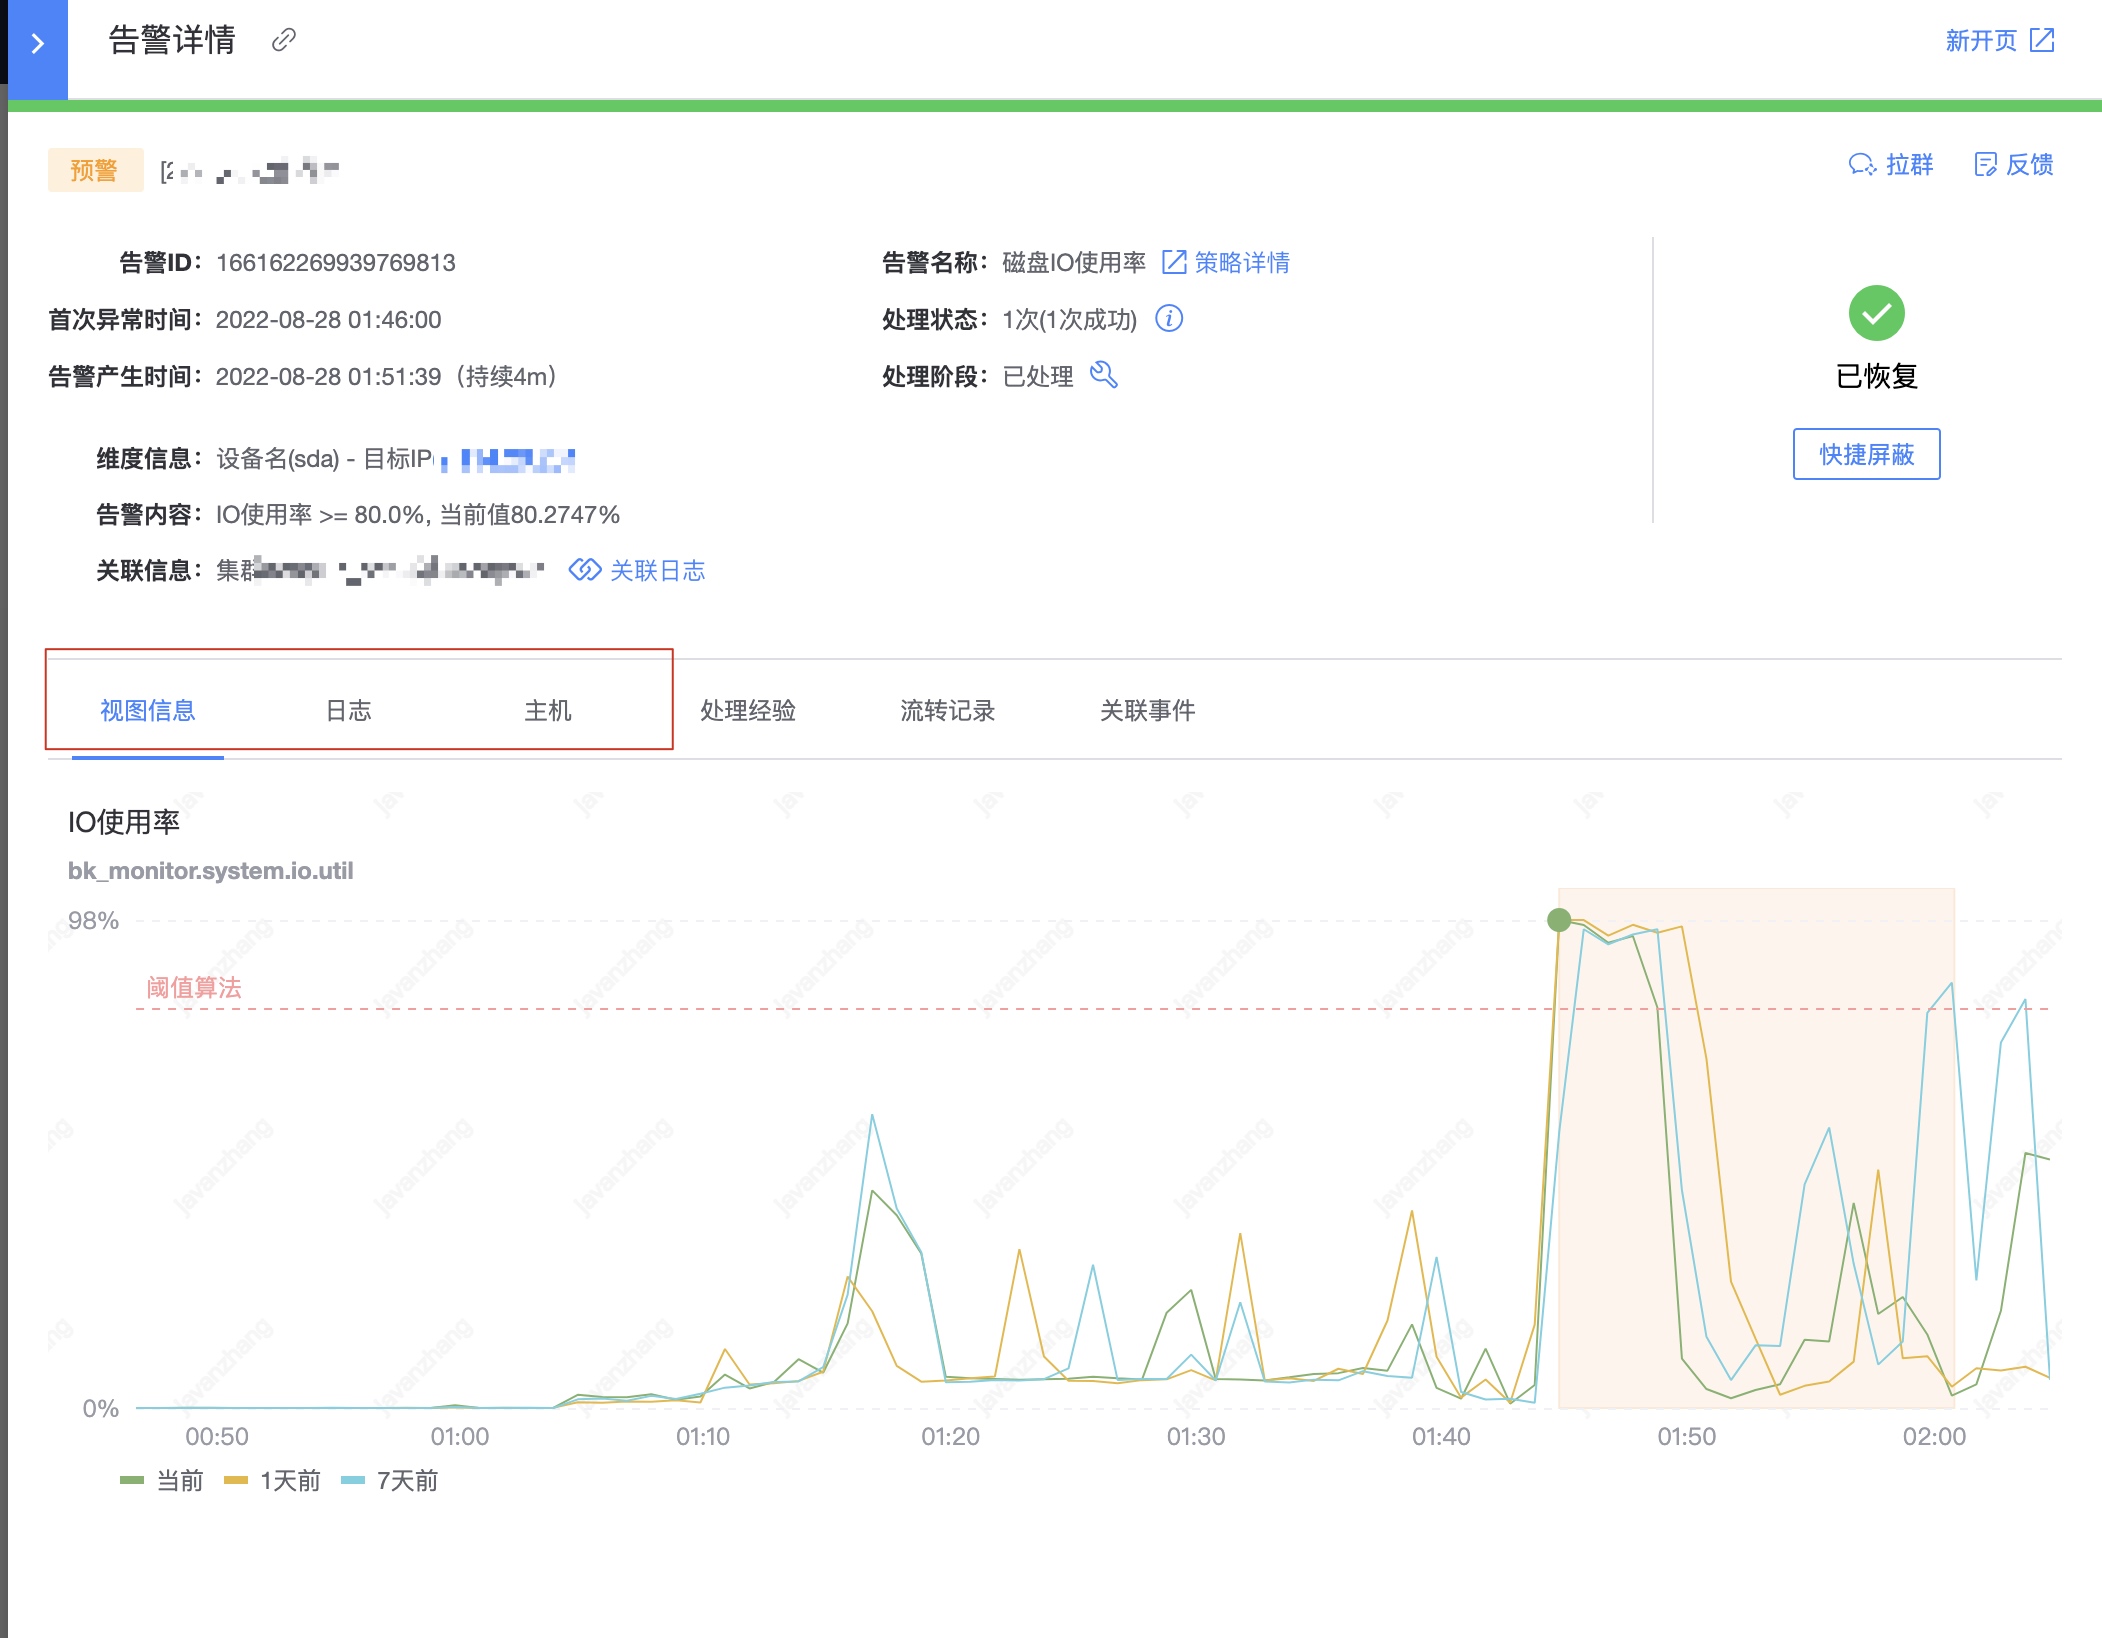 告警详情
新开页
预警
拉群
反馈
告警ID： 166162269939769813
告警名称： 磁盘IO使用率 策略详情
首次异常时间： 2022-08-28 01:46:00
处理状态： 1次(1次成功)
告警产生时间： 2022-08-28 01:51:39（持续4m）
处理阶段： 已处理
已恢复
快捷屏蔽
维度信息： 设备名(sda) - 目标IP
告警内容： IO使用率 >= 80.0%, 当前值80.2747%
关联信息： 集群 关联日志
视图信息 日志 主机 处理经验 流转记录 关联事件
IO使用率
bk_monitor.system.io.util
98%
阈值算法
0%
00:50 01:00 01:10 01:20 01:30 01:40 01:50 02:00
当前 1天前 7天前
javanzhang